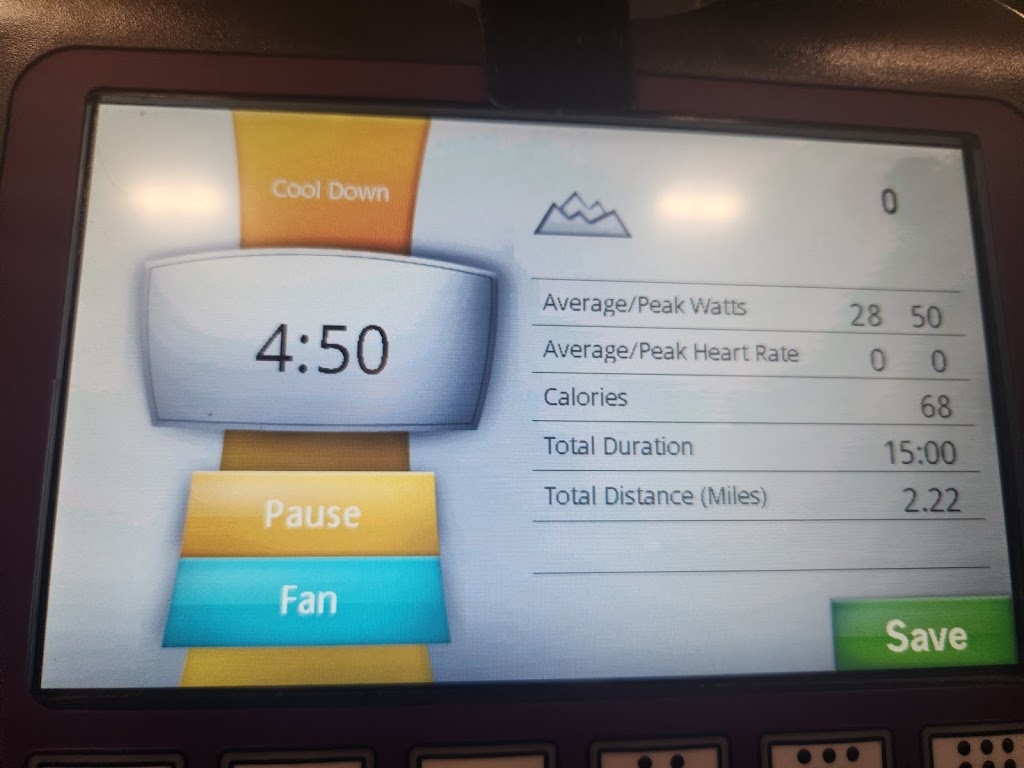 Cool Down
4:50
Pause
Fan
0
Average/Peak Watts 28 50
Average/Peak Heart Rate 0 0
Calories 68
Total Duration 15:00
Total Distance (Miles) 2.22
Save